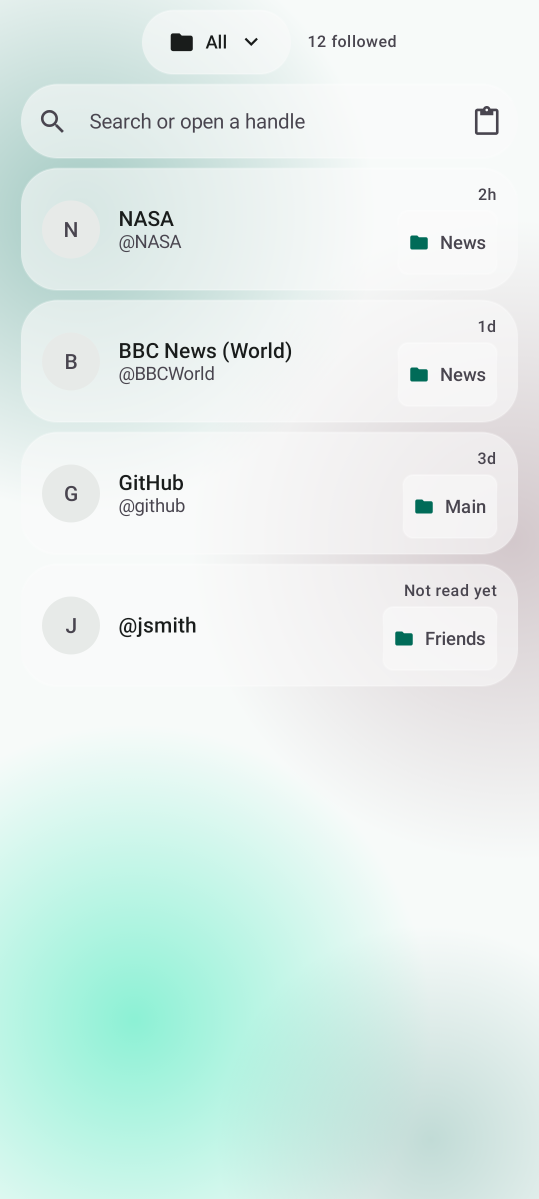 All
12 followed
Search or open a handle
2h
N
NASA
@NASA
News
1d
B
BBC News (World)
@BBCWorld
News
3d
G
GitHub
@github
Main
Not read yet
J
@jsmith
Friends